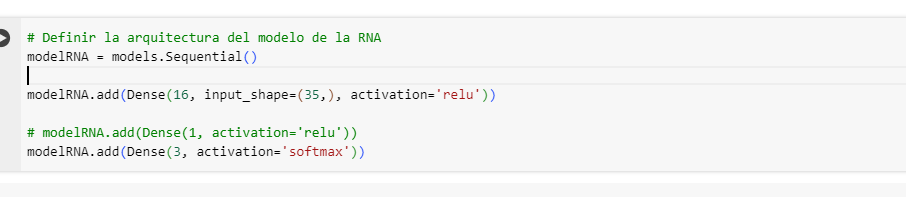 # Definir la arquitectura del modelo de la RNA
modelRNA = models.Sequential()
modelRNA.add(Dense(16, input_shape=(35,), activation='relu'))
# modelRNA.add(Dense(1, activation='relu'))
modelRNA.add(Dense(3, activation='softmax'))